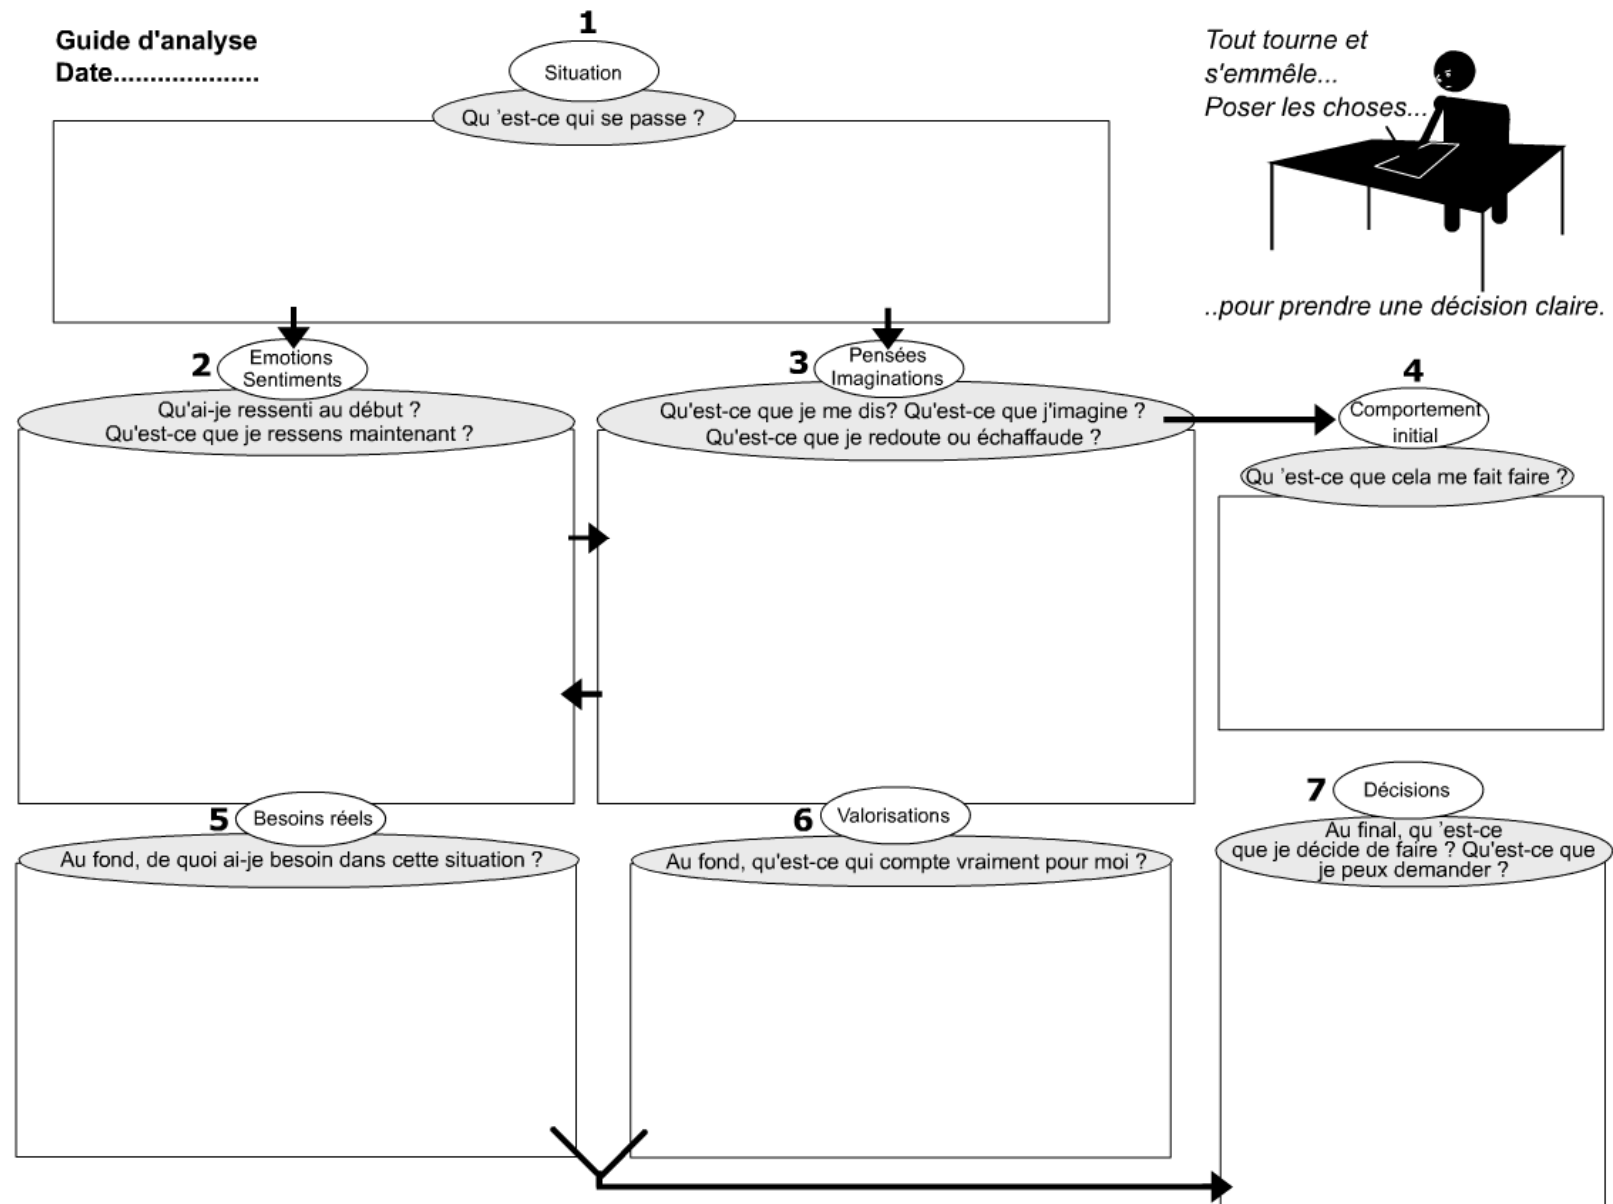 Guide d'analyse
Date....................
1
Situation
Qu 'est-ce qui se passe ?
Tout tourne et
s'emmêle...
Poser les choses...
..pour prendre une décision claire.
2
Emotions
Sentiments
Qu'ai-je ressenti au début ?
Qu'est-ce que je ressens maintenant ?
3
Pensées
Imaginations
Qu'est-ce que je me dis? Qu'est-ce que j'imagine ?
Qu'est-ce que je redoute ou échaffaude ?
4
Comportement
initial
Qu 'est-ce que cela me fait faire ?
5
Besoins réels
Au fond, de quoi ai-je besoin dans cette situation ?
6
Valorisations
Au fond, qu'est-ce qui compte vraiment pour moi ?
7
Décisions
Au final, qu 'est-ce
que je décide de faire ? Qu'est-ce que
je peux demander ?